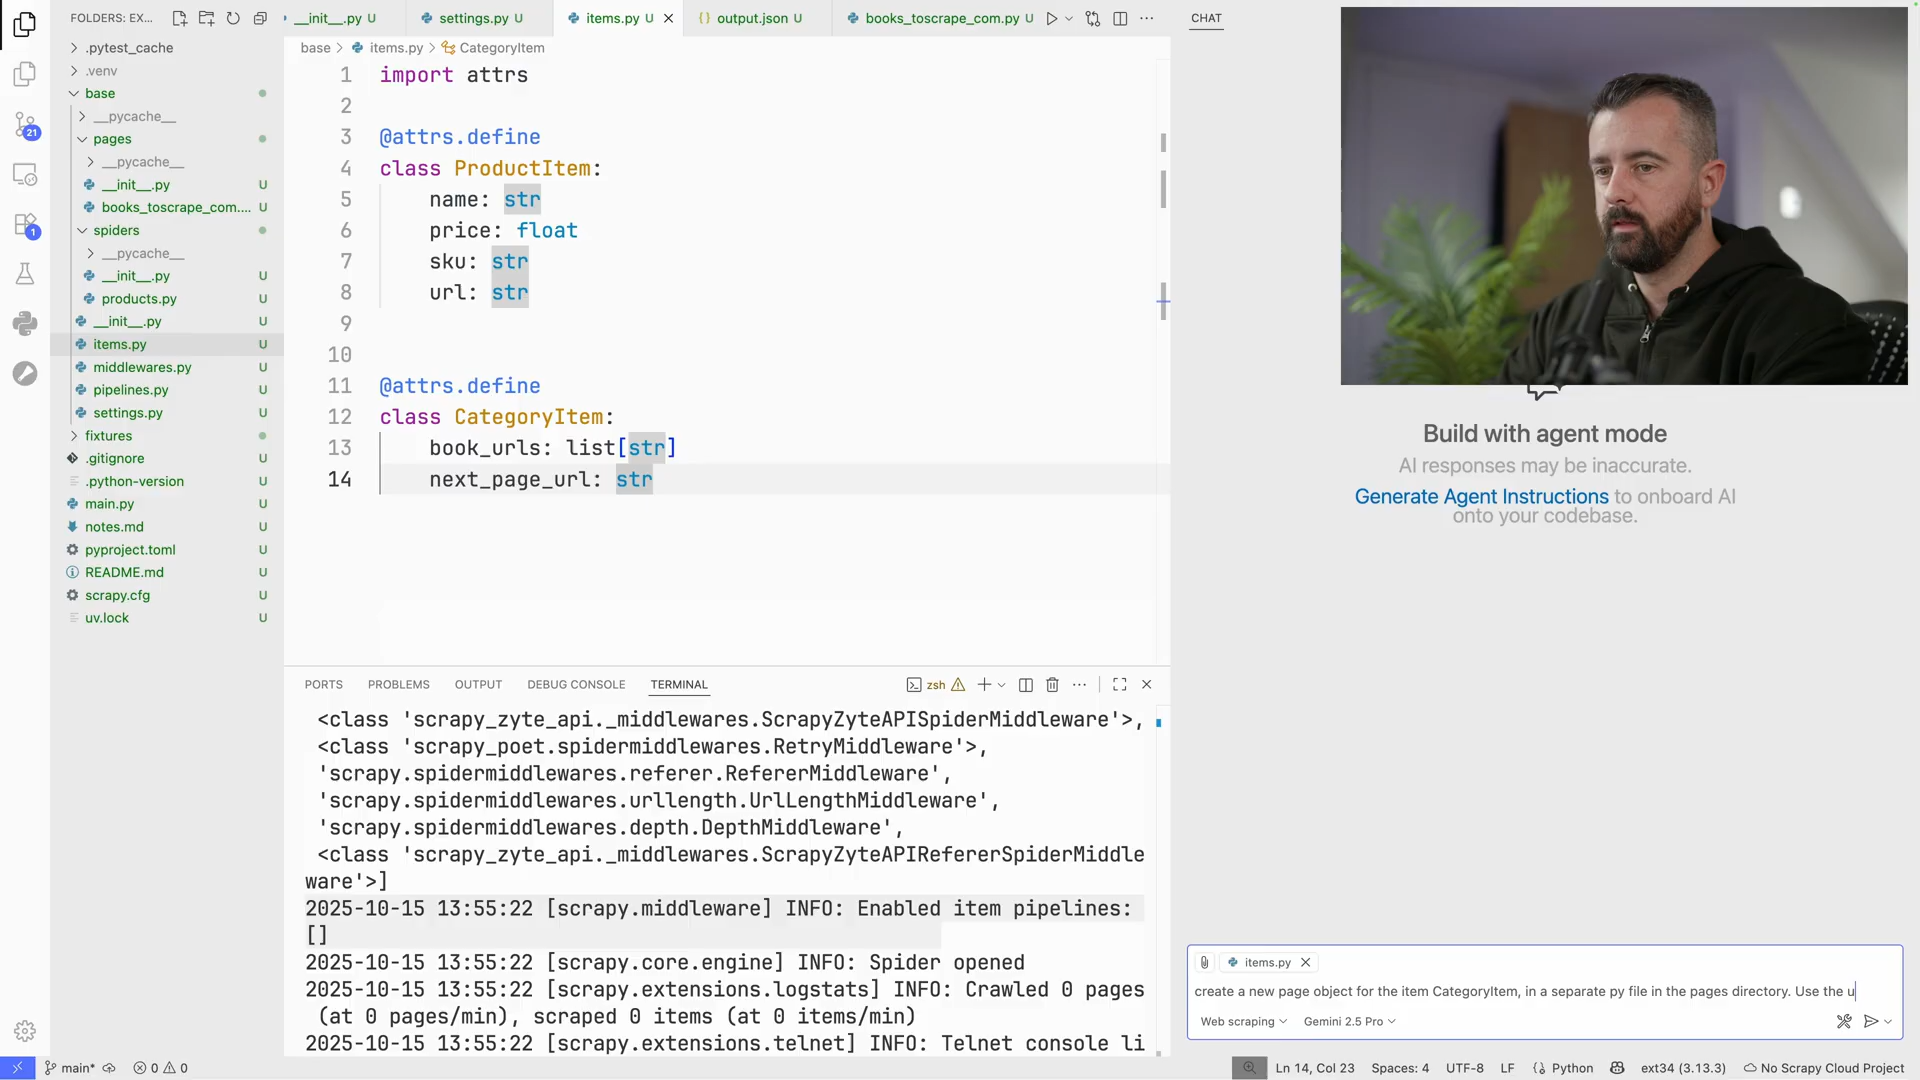 FOLDERS: EX...
.pytest_cache
.venv
base
__pycache__
pages
__pycache__
__init__.py U
books_toscrape_com.... U
spiders
__pycache__
__init__.py U
products.py U
__init__.py U
items.py U
middlewares.py U
pipelines.py U
settings.py U
fixtures
.gitignore U
.python-version U
main.py U
notes.md U
pyproject.toml U
README.md U
scrapy.cfg U
uv.lock U
21
1
__init__.py U
settings.py U
items.py U
output.json U
books_toscrape_com.py U
base > items.py > CategoryItem
1 import attrs
2
3 @attrs.define
4 class ProductItem:
5 name: str
6 price: float
7 sku: str
8 url: str
9
10
11 @attrs.define
12 class CategoryItem:
13 book_urls: list[str]
14 next_page_url: str
PORTS PROBLEMS OUTPUT DEBUG CONSOLE TERMINAL
zsh
<class 'scrapy_zyte_api._middlewares.ScrapyZyteAPISpiderMiddleware'>,
<class 'scrapy_poet.spidermiddlewares.RetryMiddleware'>,
'scrapy.spidermiddlewares.referer.RefererMiddleware',
'scrapy.spidermiddlewares.urllength.UrlLengthMiddleware',
'scrapy.spidermiddlewares.depth.DepthMiddleware',
<class 'scrapy_zyte_api._middlewares.ScrapyZyteAPIRefererSpiderMiddle
ware'>]
2025-10-15 13:55:22 [scrapy.middleware] INFO: Enabled item pipelines:
[]
2025-10-15 13:55:22 [scrapy.core.engine] INFO: Spider opened
2025-10-15 13:55:22 [scrapy.extensions.logstats] INFO: Crawled 0 pages
(at 0 pages/min), scraped 0 items (at 0 items/min)
2025-10-15 13:55:22 [scrapy.extensions.telnet] INFO: Telnet console li
CHAT
Build with agent mode
AI responses may be inaccurate.
Generate Agent Instructions to onboard AI
onto your codebase.
items.py
create a new page object for the item CategoryItem, in a separate py file in the pages directory. Use the u
Web scraping Gemini 2.5 Pro
main* 0 0
Ln 14, Col 23 Spaces: 4 UTF-8 LF {} Python ext34 (3.13.3) No Scrapy Cloud Project